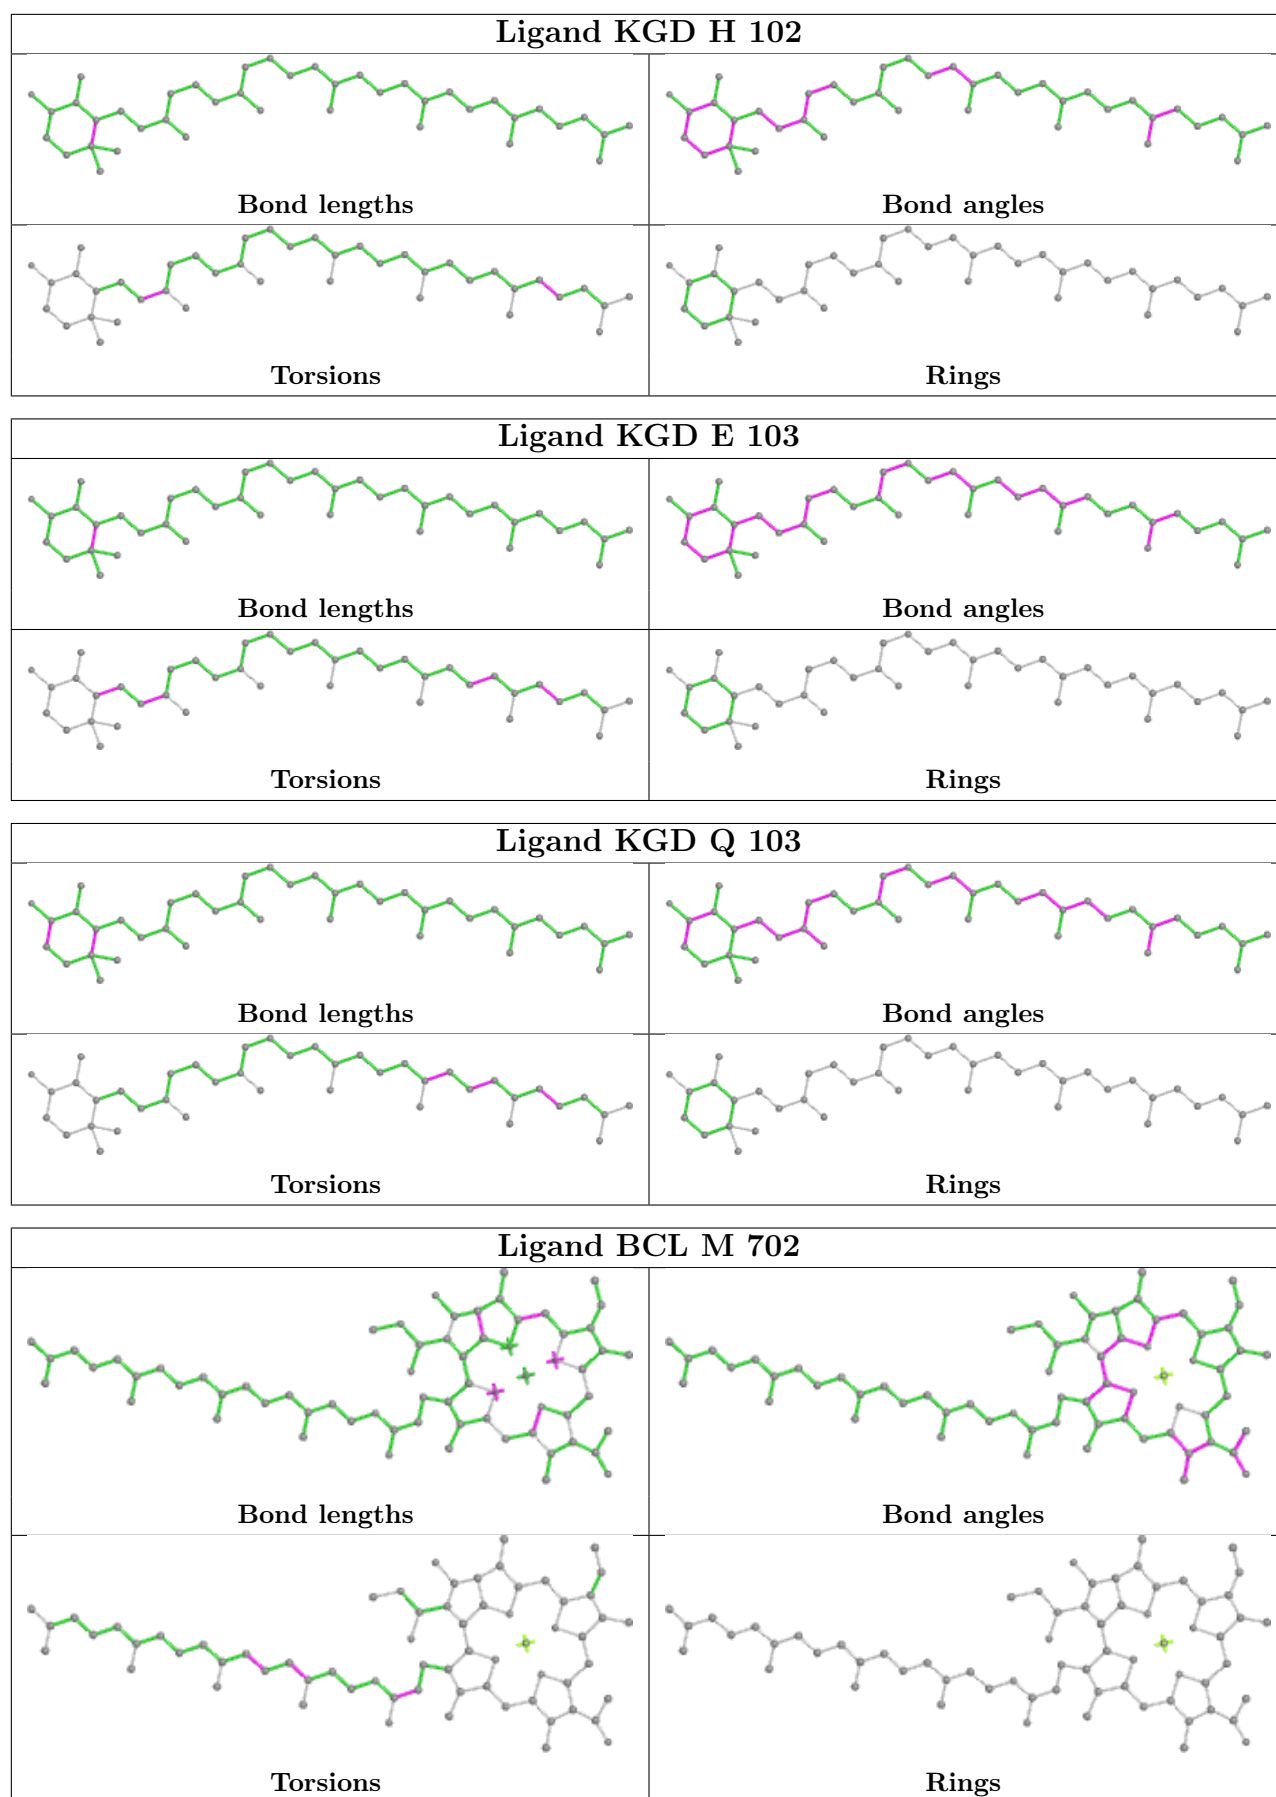 Ligand KGD H 102
Bond lengths
Bond angles
Torsions
Rings
Ligand KGD E 103
Bond lengths
Bond angles
Torsions
Rings
Ligand KGD Q 103
Bond lengths
Bond angles
Torsions
Rings
Ligand BCL M 702
Bond lengths
Bond angles
Torsions
Rings